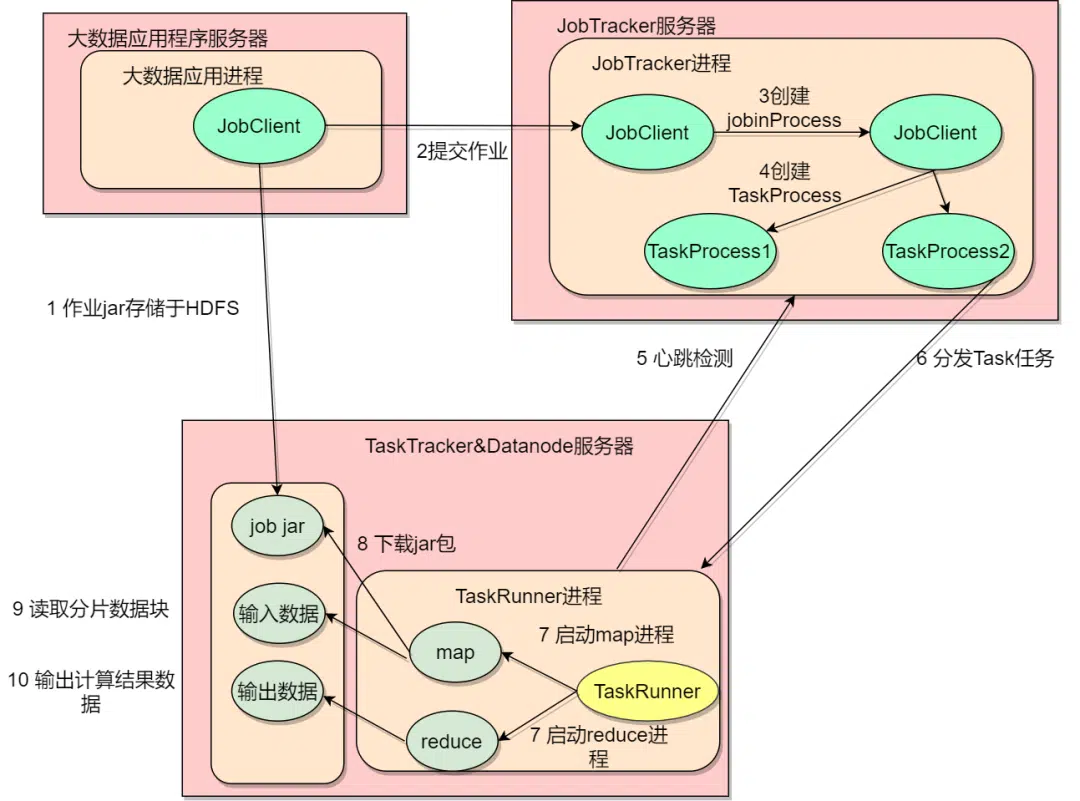 大数据应用程序服务器
大数据应用进程
JobClient
JobTracker服务器
JobTracker进程
JobClient
3创建
jobinProcess
JobClient
2提交作业
4创建
TaskProcess
TaskProcess1
TaskProcess2
1 作业jar存储于HDFS
5 心跳检测
6 分发Task任务
TaskTracker&Datanode服务器
job jar
8 下载jar包
TaskRunner进程
9 读取分片数据块
输入数据
map
7 启动map进程
10 输出计算结果数
据
输出数据
TaskRunner
reduce
7 启动reduce进
程